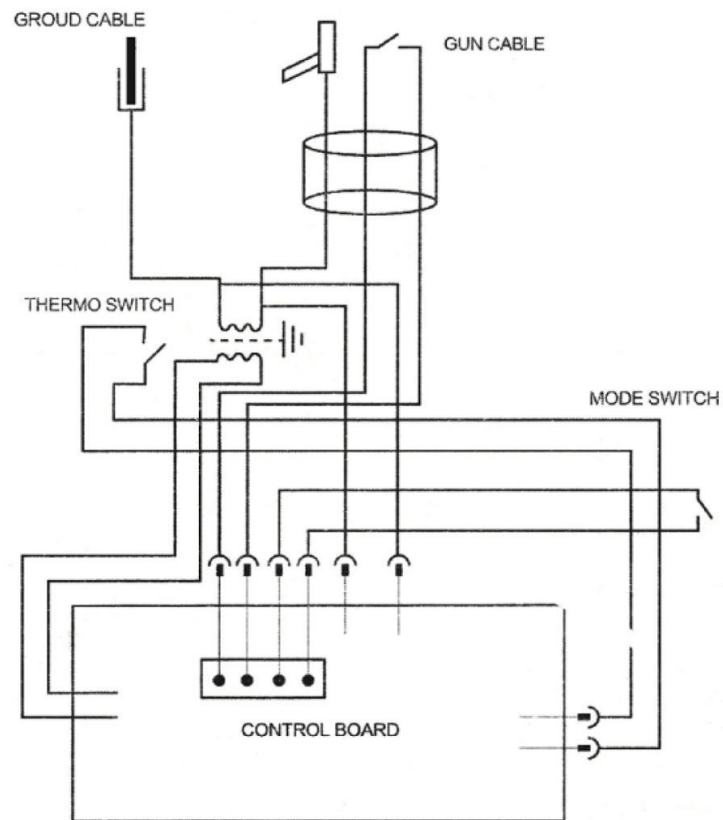 GROUD CABLE
GUN CABLE
THERMO SWITCH
MODE SWITCH
CONTROL BOARD